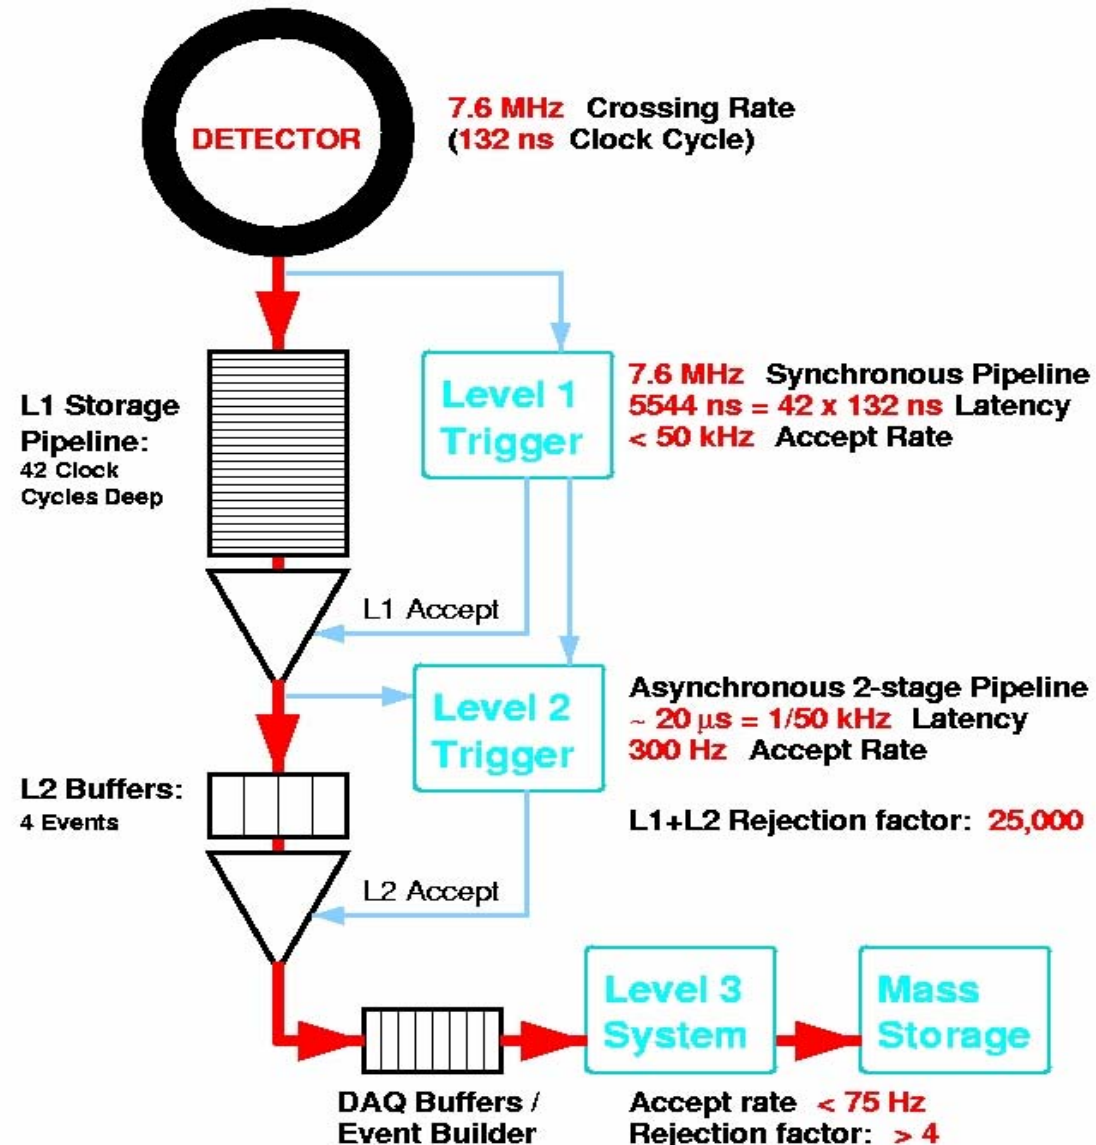 DETECTOR
7.6 MHz Crossing Rate
(132 ns Clock Cycle)
L1 Storage
Pipeline:
42 Clock
Cycles Deep
Level 1
Trigger
7.6 MHz Synchronous Pipeline
5544 ns = 42 x 132 ns Latency
< 50 kHz Accept Rate
L1 Accept
Level 2
Trigger
Asynchronous 2-stage Pipeline
~ 20 µs = 1/50 kHz Latency
300 Hz Accept Rate
L2 Buffers:
4 Events
L1+L2 Rejection factor: 25,000
L2 Accept
Level 3
System
Mass
Storage
DAQ Buffers /
Event Builder
Accept rate < 75 Hz
Rejection factor: > 4